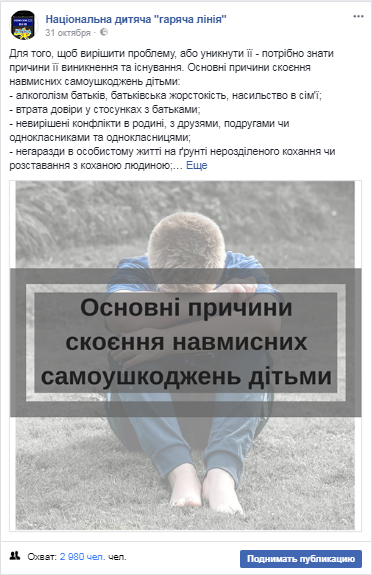 Національна дитяча "гаряча лінія"
31 октября ·
Для того, щоб вирішити проблему, або уникнути її - потрібно знати
причини її виникнення та існування. Основні причини скоєння
навмисних самоушкоджень дітьми:
- алкоголізм батьків, батьківська жорстокість, насильство в сім'ї;
- втрата довіри у стосунках з батьками;
- невирішені конфлікти в родині, з друзями, подругами чи
однокласниками та однокласницями;
- негаразди в особистому житті на ґрунті нерозділеного кохання чи
розставання з коханою людиною;... Еще
Основні причини
скоєння навмисних
самоушкоджень дітьми
Охват: 2 980 чел. чел.
Поднимать публикацию